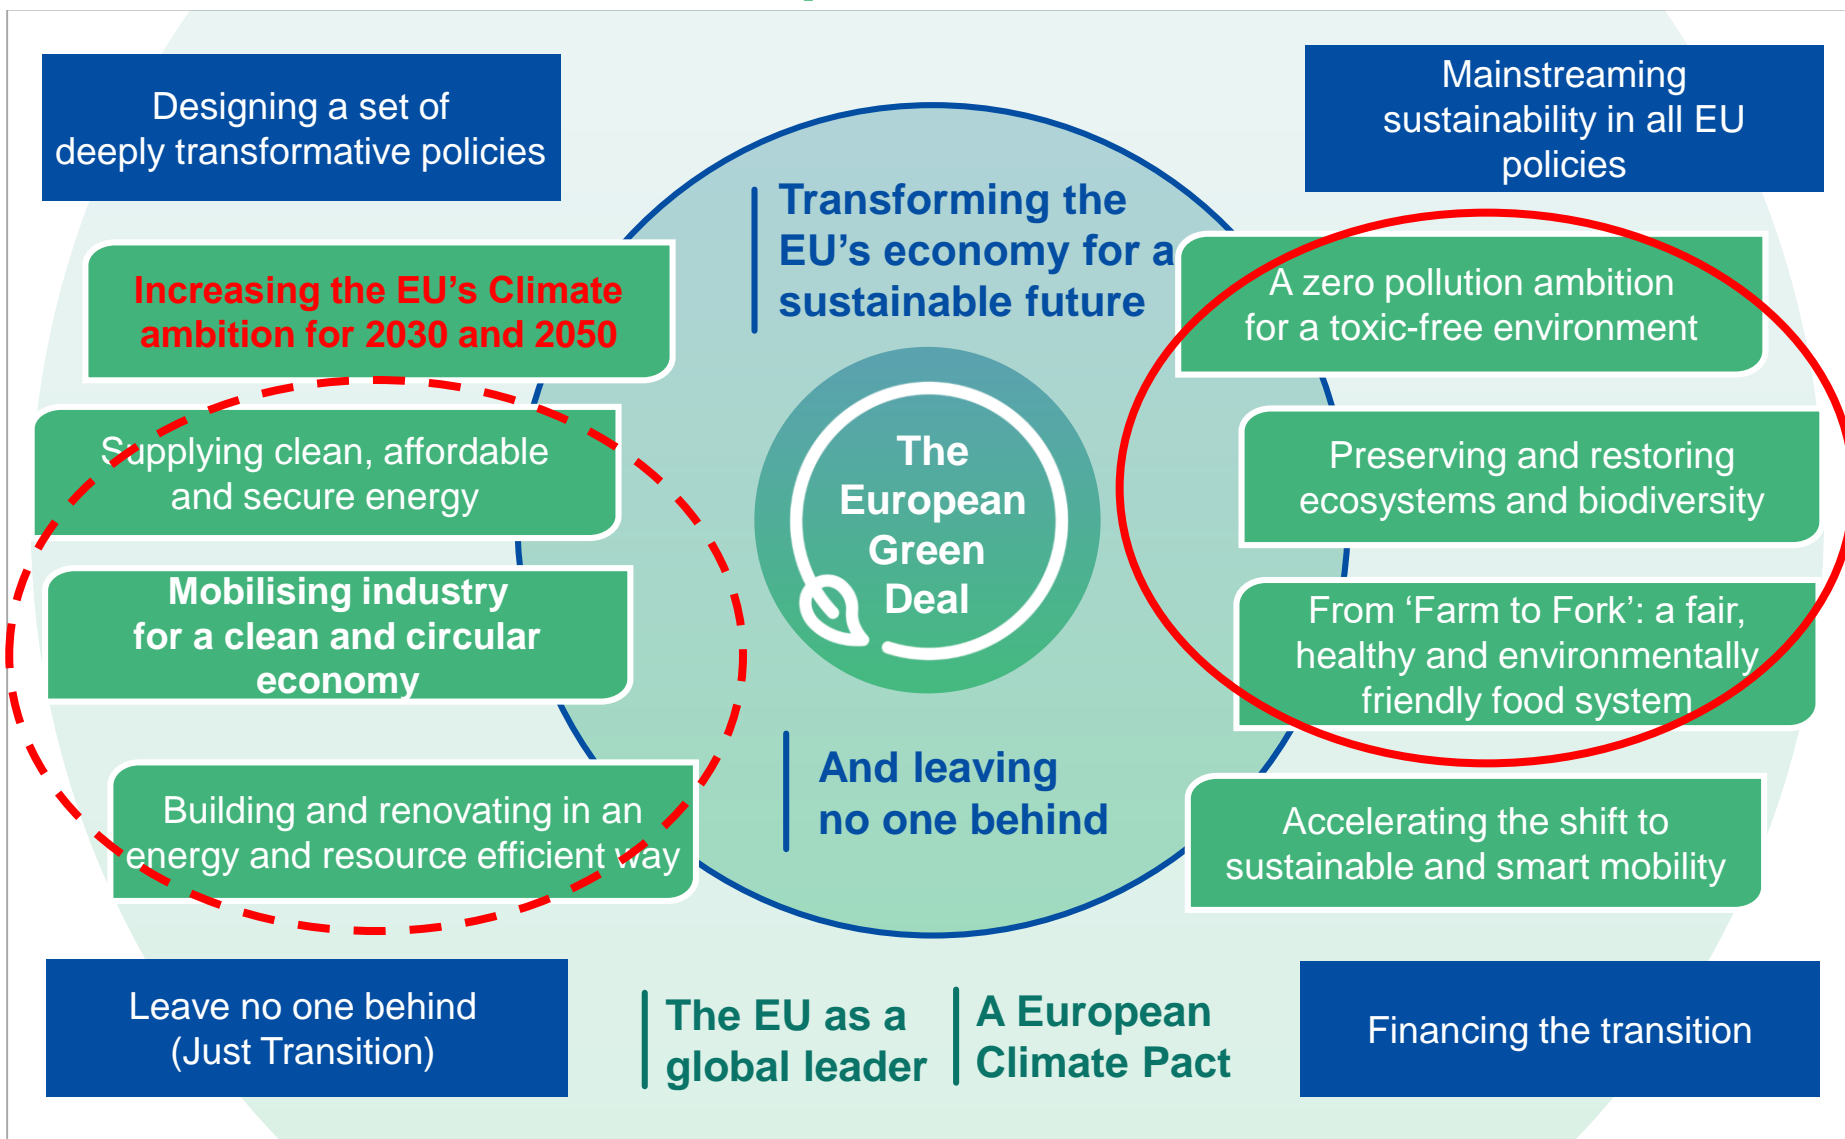 Designing a set of
deeply transformative policies
Mainstreaming
sustainability in all EU
policies
Transforming the
EU’s economy for a
sustainable future
Increasing the EU’s Climate
ambition for 2030 and 2050
Supplying clean, affordable
and secure energy
Mobilising industry
for a clean and circular
economy
Building and renovating in an
energy and resource efficient way
The
European
Green
Deal
A zero pollution ambition
for a toxic-free environment
Preserving and restoring
ecosystems and biodiversity
From ‘Farm to Fork’: a fair,
healthy and environmentally
friendly food system
Accelerating the shift to
sustainable and smart mobility
And leaving
no one behind
Leave no one behind
(Just Transition)
The EU as a
global leader
A European
Climate Pact
Financing the transition